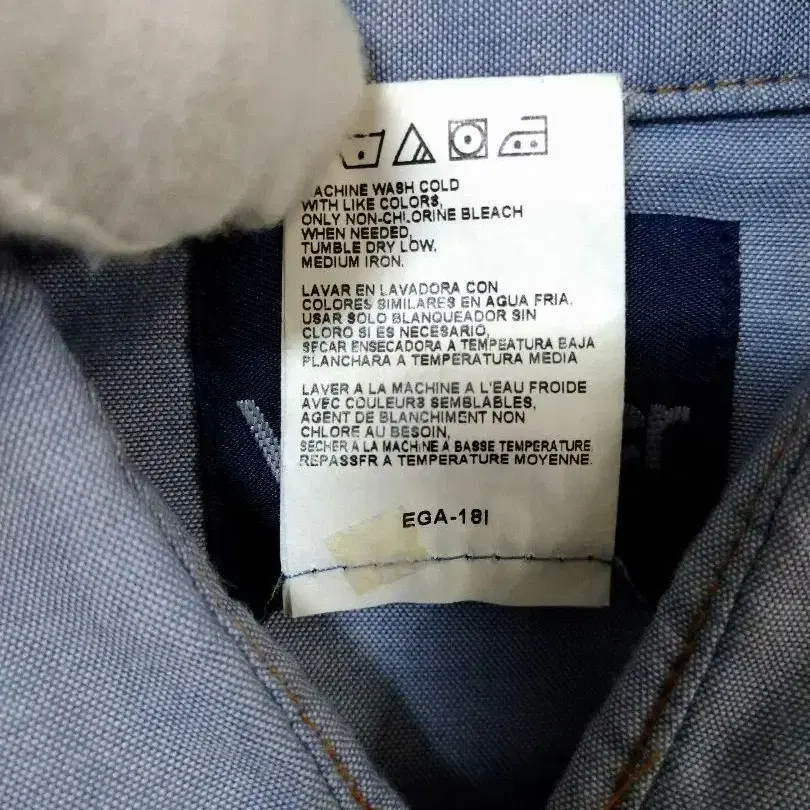 ACHINE WASH COLD
WITH LIKE COLORS,
ONLY NON-CHLORINE BLEACH
WHEN NEEDED,
TUMBLE DRY LOW.
MEDIUM IRON.
LAVAR EN LAVADORA CON
COLORES SIMILARES EN AGUA FRIA.
USAR SOLO BLANQUEADOR SIN
CLORO SI ES NECESARIO,
SECAR ENSECADORA A TEMPEATURA BAJA
PLANCHARA A TEMPERATURA MEDIA
LAVER A LA MACHINE A L'EAU FROIDE
AVEC COULEURS SEMBLABLES,
AGENT DE BLANCHIMENT NON
CHLORE AU BESOIN,
SECHER A LA MACHINE A BASSE TEMPERATURE.
REPASSER A TEMPERATURE MOYENNE.
EGA-18I